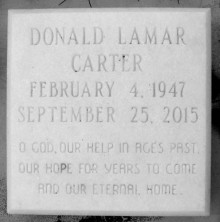 DONALD LAMAR
CARTER
FEBRUARY 4, 1947
SEPTEMBER 25, 2015
O GOD, OUR HELP IN AGES PAST,
OUR HOPE FOR YEARS TO COME
AND OUR ETERNAL HOME.